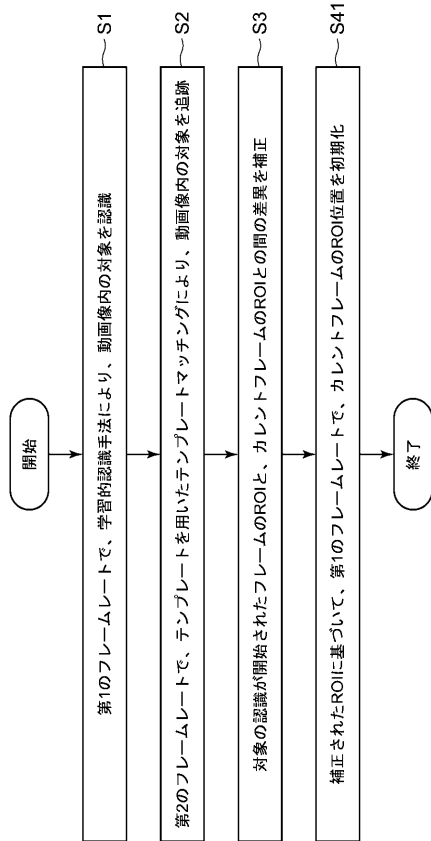 開始
第1のフレームレートで、学習的認識手法により、動画像内の対象を認識
S1
第2のフレームレートで、テンプレートを用いたテンプレートマッチングにより、動画像内の対象を追跡
S2
対象の認識が開始されたフレームのROIと、カレントフレームのROIとの間の差異を補正
S3
補正されたROIに基づいて、第1のフレームレートで、カレントフレームのROI位置を初期化
S41
終了